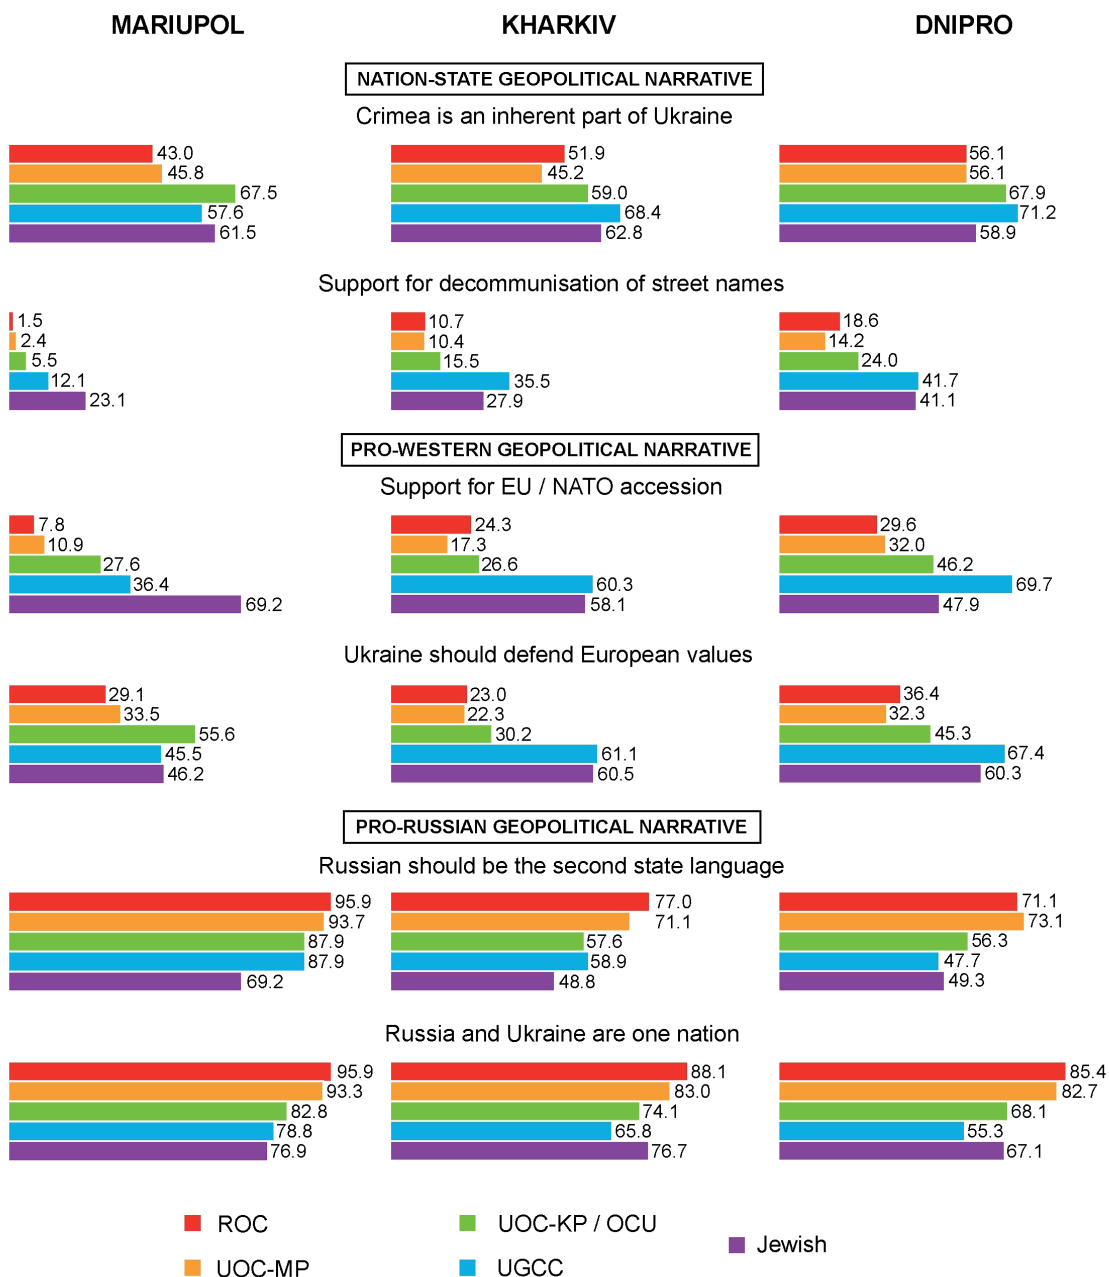 MARIUPOL KHARKIV DNIPRO
NATION-STATE GEOPOLITICAL NARRATIVE
Crimea is an inherent part of Ukraine
43.0 51.9 56.1
45.8 45.2 56.1
67.5 59.0 67.9
57.6 68.4 71.2
61.5 62.8 58.9
Support for decommunisation of street names
1.5 10.7 18.6
2.4 10.4 14.2
5.5 15.5 24.0
12.1 35.5 41.7
23.1 27.9 41.1
PRO-WESTERN GEOPOLITICAL NARRATIVE
Support for EU / NATO accession
7.8 24.3 29.6
10.9 17.3 32.0
27.6 26.6 46.2
36.4 60.3 69.7
69.2 58.1 47.9
Ukraine should defend European values
29.1 23.0 36.4
33.5 22.3 32.3
55.6 30.2 45.3
45.5 61.1 67.4
46.2 60.5 60.3
PRO-RUSSIAN GEOPOLITICAL NARRATIVE
Russian should be the second state language
95.9 77.0 71.1
93.7 71.1 73.1
87.9 57.6 56.3
87.9 58.9 47.7
69.2 48.8 49.3
Russia and Ukraine are one nation
95.9 88.1 85.4
93.3 83.0 82.7
82.8 74.1 68.1
78.8 65.8 55.3
76.9 76.7 67.1
ROC UOC-KP / OCU
Jewish
UOC-MP UGCC